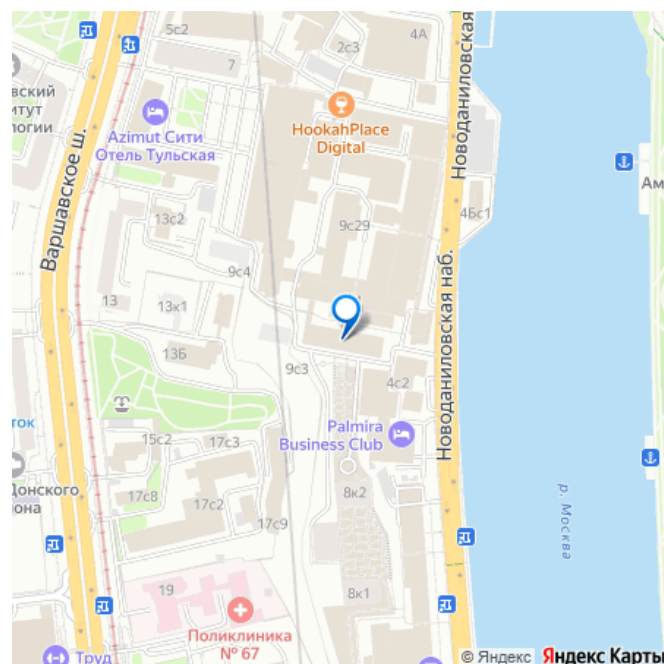 5с2
4А
2с3
7
вский
итут
логии
Azimut Сити
Отель Тульская
HookahPlace
Digital
Новоданиловская
Ам
Варшавское ш.
13с2
9с29
4Бс1
9с4
13
13к1
Новоданиловская наб.
13Б
9с3
4с2
ток
15с2
17с3
Palmira
Business Club
Донского
она
17с8
17с2
17с9
8к2
р. Москва
19
8к1
Поликлиника
№ 67
Труд
© Яндекс Яндекс Карты